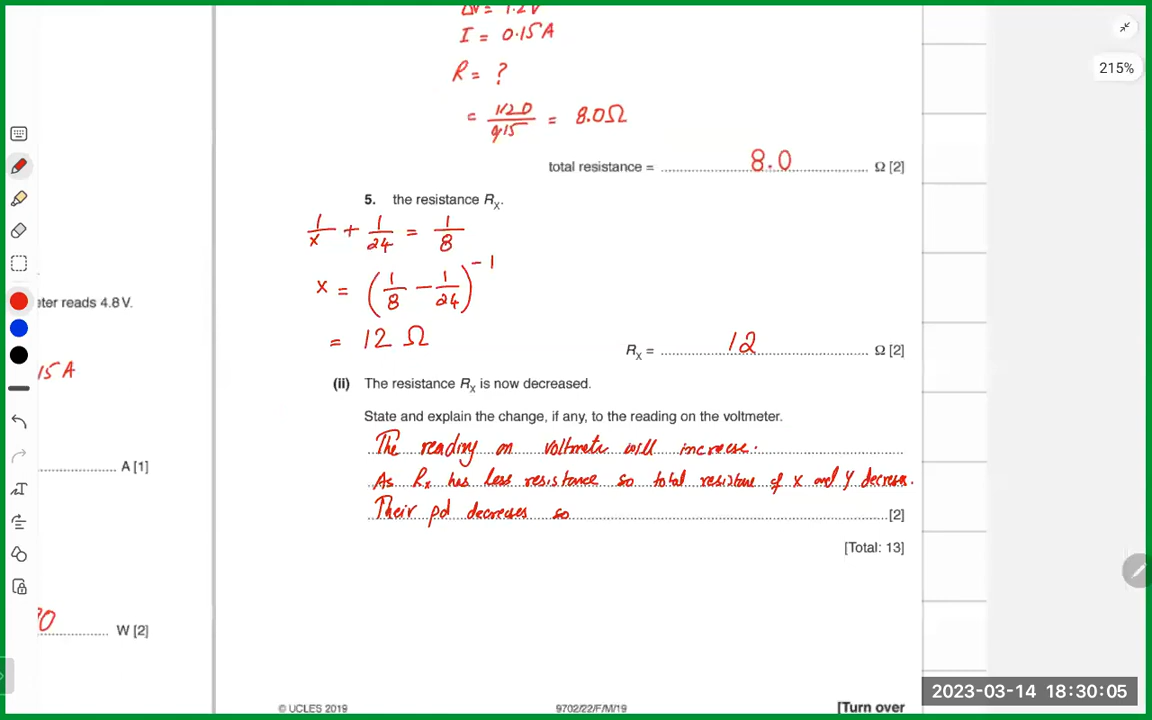 ΔV = 1.2V
I = 0.15A
215%
R = ?
= 1.20/0.15 = 8.0Ω
total resistance = 8.0 Ω [2]
5. the resistance RX.
1/x + 1/24 = 1/8
x = (1/8 − 1/24)^−1
eter reads 4.8V.
= 12 Ω
RX = 12 Ω [2]
15A
(ii) The resistance RX is now decreased.
State and explain the change, if any, to the reading on the voltmeter.
The reading on voltmeter will increase.
A [1]
As Rx has less resistance so total resistance of X and Y decreases.
Their pd decreases so [2]
[Total: 13]
0
W [2]
2023-03-14 18:30:05
© UCLES 2019
9702/22/F/M/19
[Turn over